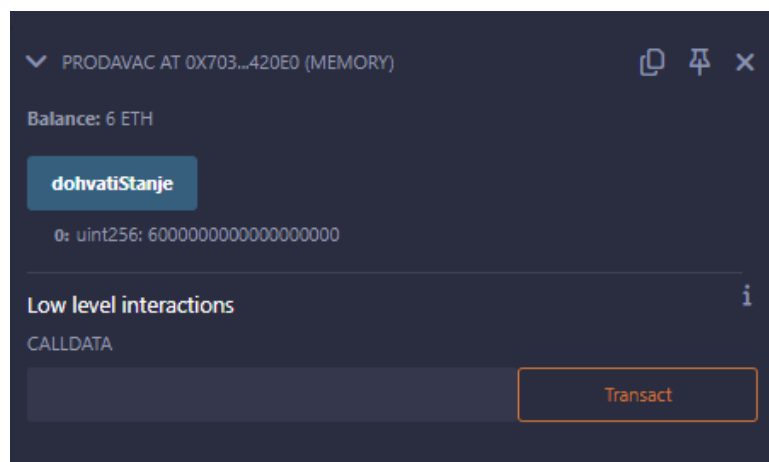 PRODAVAC AT 0X703...420E0 (MEMORY)
Balance: 6 ETH
dohvatiStanje
0: uint256: 6000000000000000000
Low level interactions
i
CALLDATA
Transact